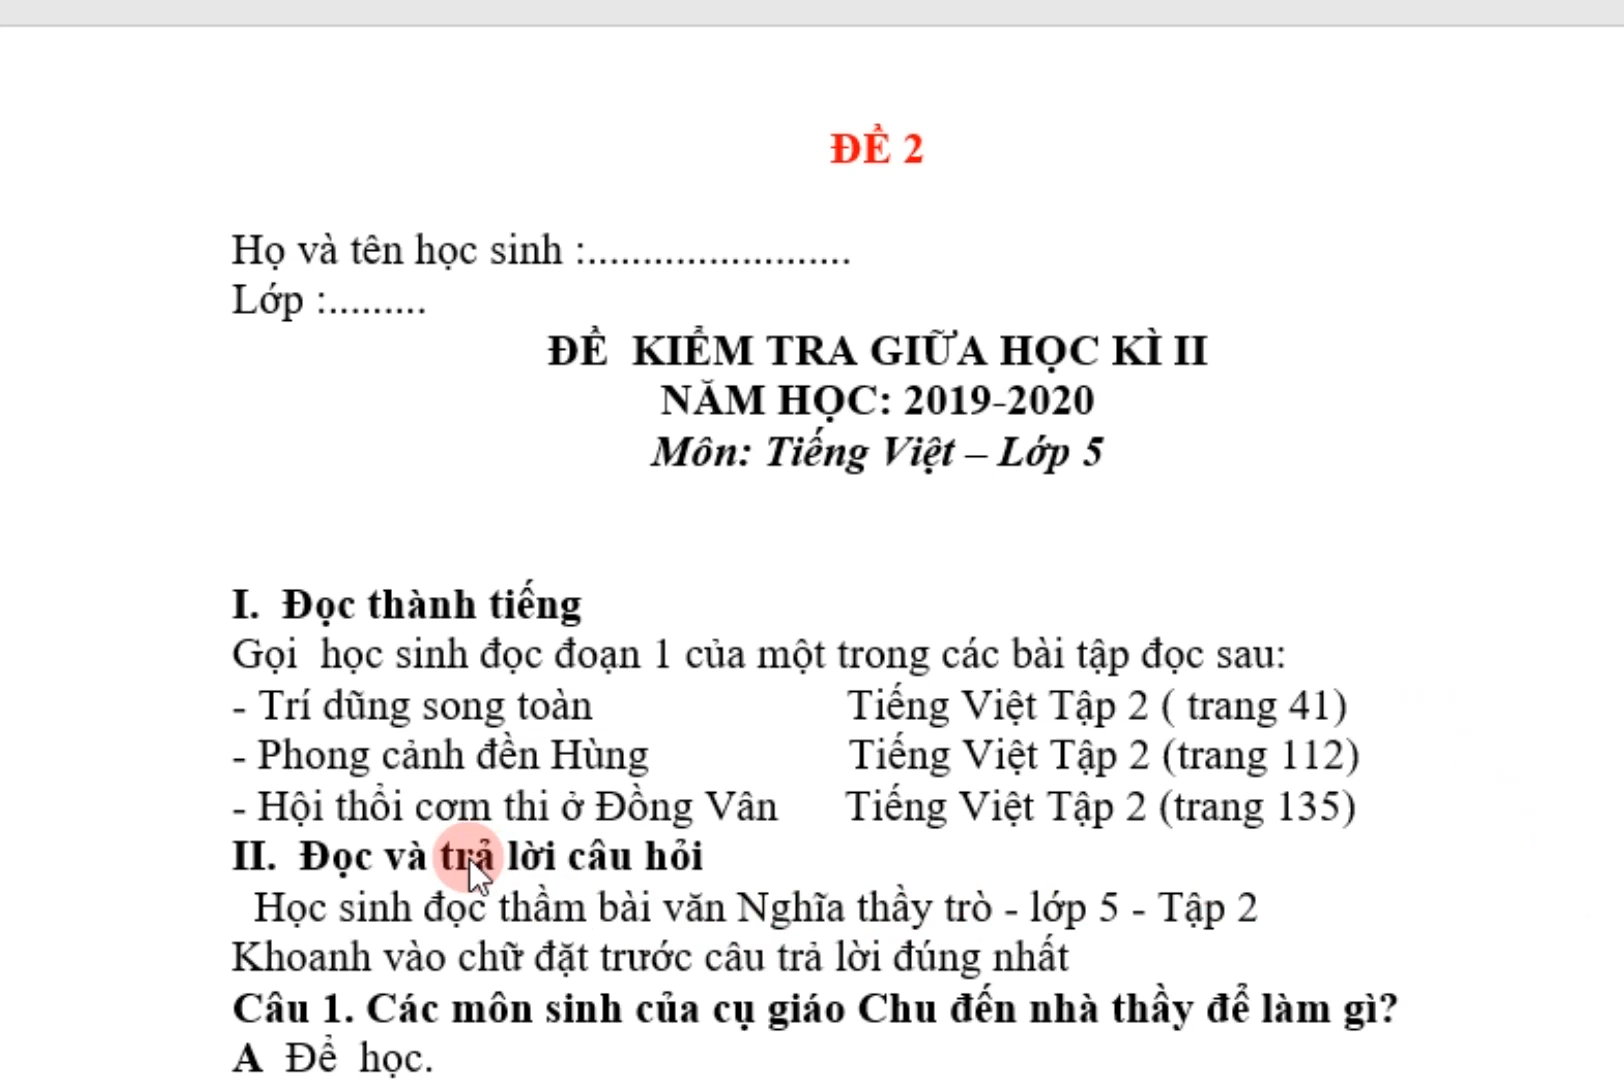 ĐỀ 2
Họ và tên học sinh :........................
Lớp :.........
ĐỀ KIỂM TRA GIỮA HỌC KÌ II
NĂM HỌC: 2019-2020
Môn: Tiếng Việt – Lớp 5
I. Đọc thành tiếng
Gọi học sinh đọc đoạn 1 của một trong các bài tập đọc sau:
- Trí dũng song toàn Tiếng Việt Tập 2 ( trang 41)
- Phong cảnh đền Hùng Tiếng Việt Tập 2 (trang 112)
- Hội thổi cơm thi ở Đồng Vân Tiếng Việt Tập 2 (trang 135)
II. Đọc và trả lời câu hỏi
Học sinh đọc thầm bài văn Nghĩa thầy trò - lớp 5 - Tập 2
Khoanh vào chữ đặt trước câu trả lời đúng nhất
Câu 1. Các môn sinh của cụ giáo Chu đến nhà thầy để làm gì?
A Để học.